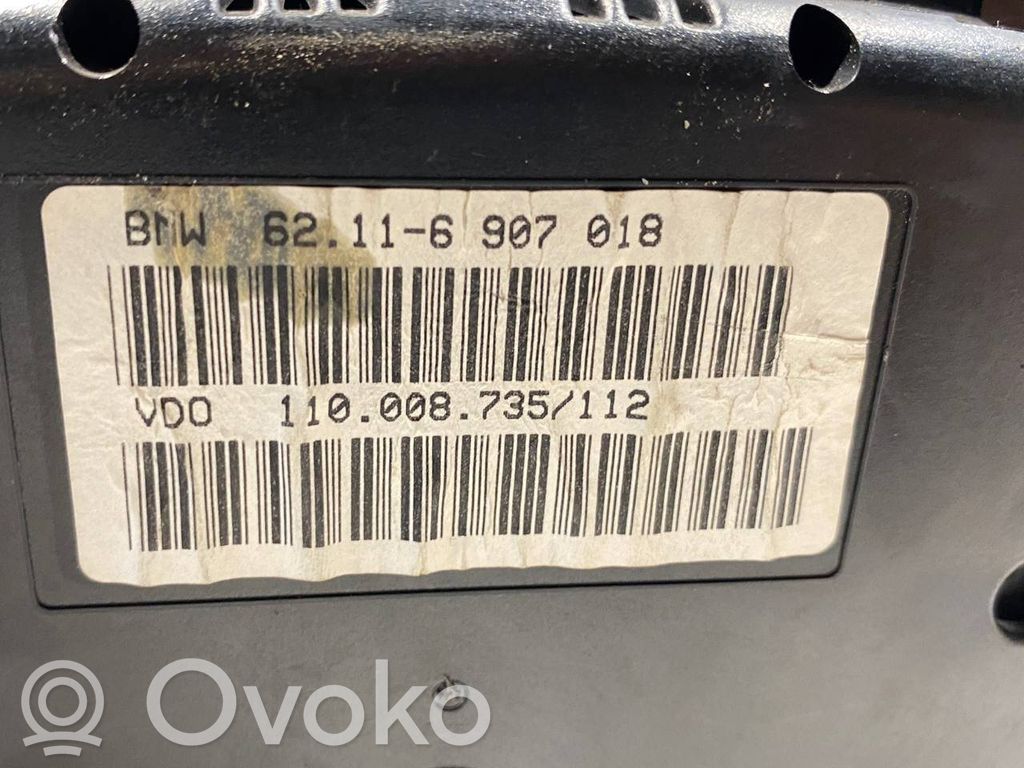 BMW 62.11-6 907 018
VDO 110.008.735/112
Ovoko